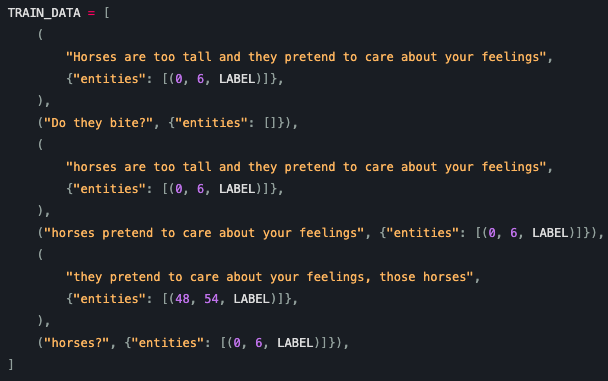 TRAIN_DATA = [
    (
        "Horses are too tall and they pretend to care about your feelings",
        {"entities": [(0, 6, LABEL)]},
    ),
    ("Do they bite?", {"entities": []}),
    (
        "horses are too tall and they pretend to care about your feelings",
        {"entities": [(0, 6, LABEL)]},
    ),
    ("horses pretend to care about your feelings", {"entities": [(0, 6, LABEL)]}),
    (
        "they pretend to care about your feelings, those horses",
        {"entities": [(48, 54, LABEL)]},
    ),
    ("horses?", {"entities": [(0, 6, LABEL)]}),
]